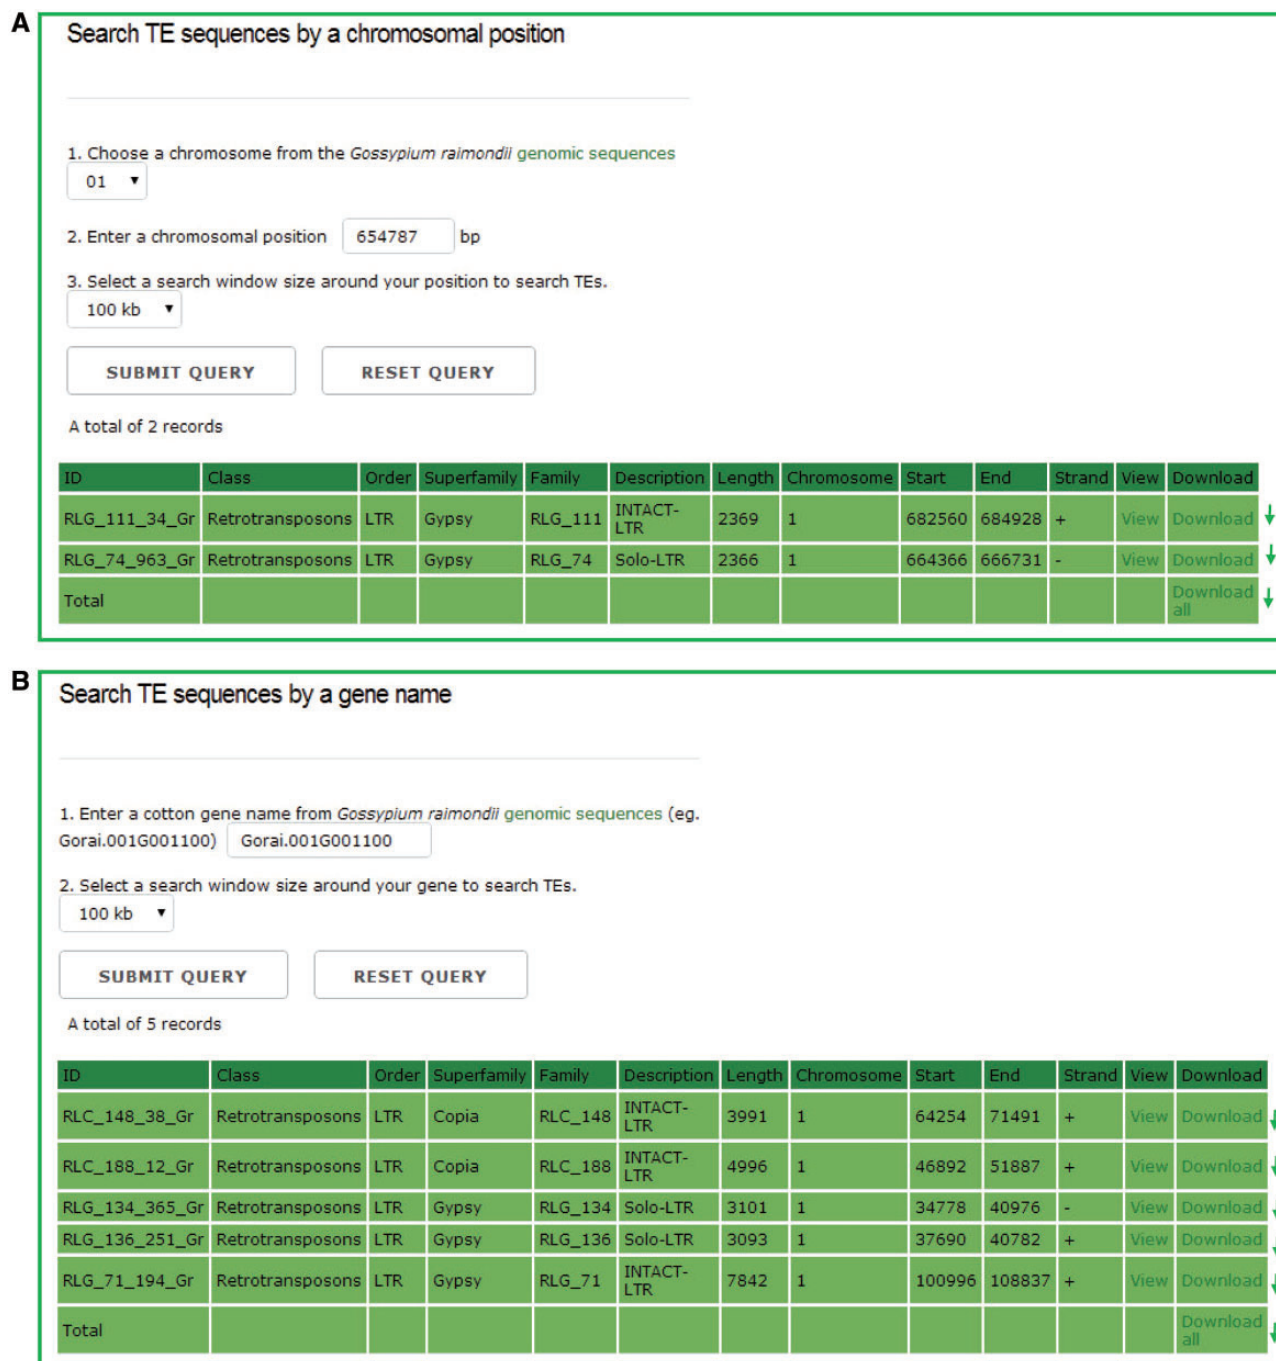 A
Search TE sequences by a chromosomal position
1. Choose a chromosome from the Gossypium raimondii genomic sequences
01
2. Enter a chromosomal position 654787 bp
3. Select a search window size around your position to search TEs.
100 kb
SUBMIT QUERY RESET QUERY
A total of 2 records
ID Class Order Superfamily Family Description Length Chromosome Start End Strand View Download
RLG_111_34_Gr Retrotransposons LTR Gypsy RLG_111 INTACT-LTR 2369 1 682560 684928 + View Download
RLG_74_963_Gr Retrotransposons LTR Gypsy RLG_74 Solo-LTR 2366 1 664366 666731 - View Download
Total Download all
B
Search TE sequences by a gene name
1. Enter a cotton gene name from Gossypium raimondii genomic sequences (eg.
Gorai.001G001100) Gorai.001G001100
2. Select a search window size around your gene to search TEs.
100 kb
SUBMIT QUERY RESET QUERY
A total of 5 records
ID Class Order Superfamily Family Description Length Chromosome Start End Strand View Download
RLC_148_38_Gr Retrotransposons LTR Copia RLC_148 INTACT-LTR 3991 1 64254 71491 + View Download
RLC_188_12_Gr Retrotransposons LTR Copia RLC_188 INTACT-LTR 4996 1 46892 51887 + View Download
RLG_134_365_Gr Retrotransposons LTR Gypsy RLG_134 Solo-LTR 3101 1 34778 40976 - View Download
RLG_136_251_Gr Retrotransposons LTR Gypsy RLG_136 Solo-LTR 3093 1 37690 40782 + View Download
RLG_71_194_Gr Retrotransposons LTR Gypsy RLG_71 INTACT-LTR 7842 1 100996 108837 + View Download
Total Download all